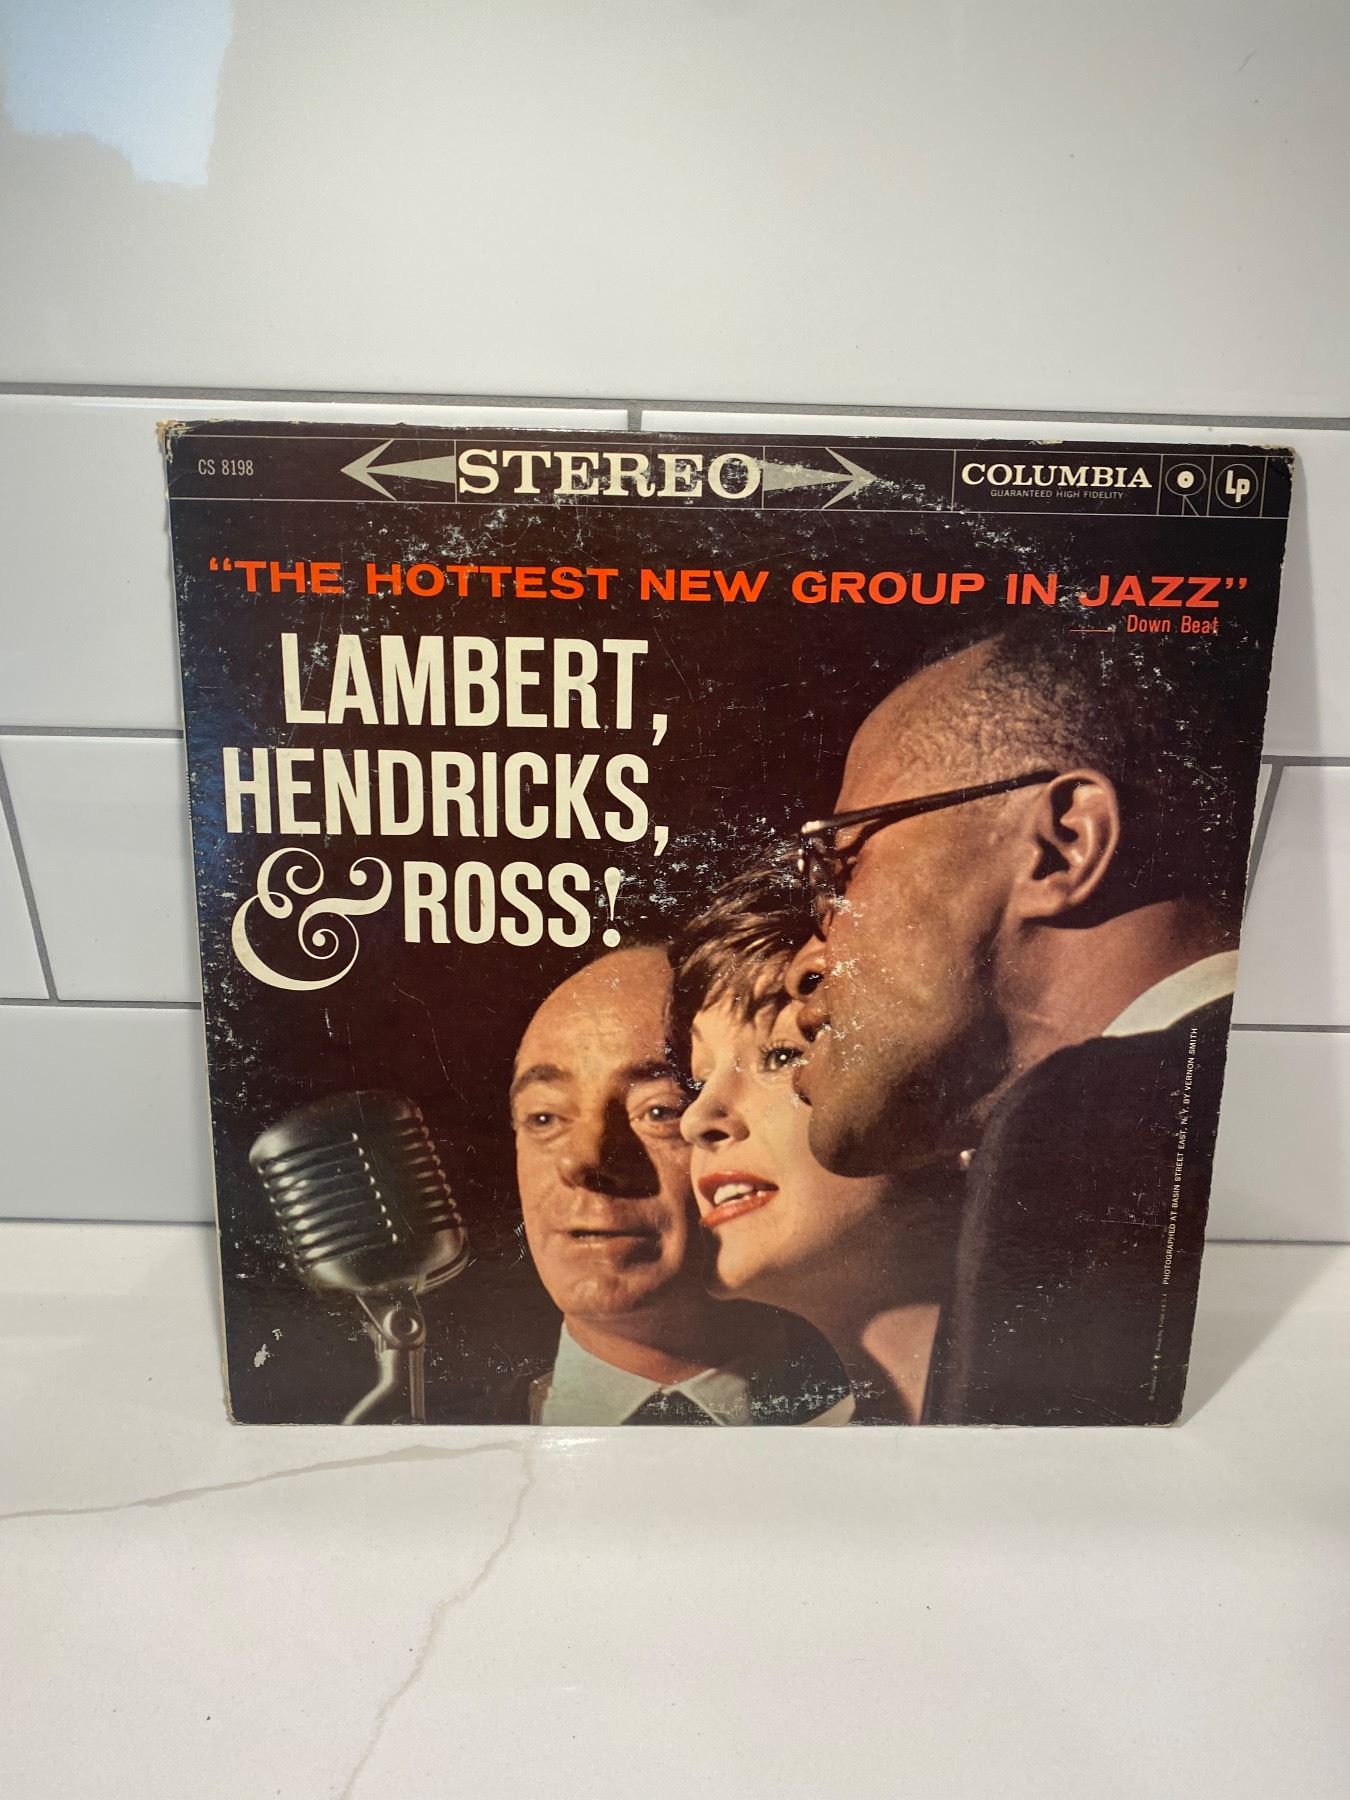 CS 8198
STEREO
COLUMBIA
GUARANTEED HIGH FIDELITY
LP
“THE HOTTEST NEW GROUP IN JAZZ”
Down Beat
LAMBERT,
HENDRICKS,
& ROSS!
PHOTOGRAPHED AT BASIN STREET EAST, N. Y. BY VERNON SMITH